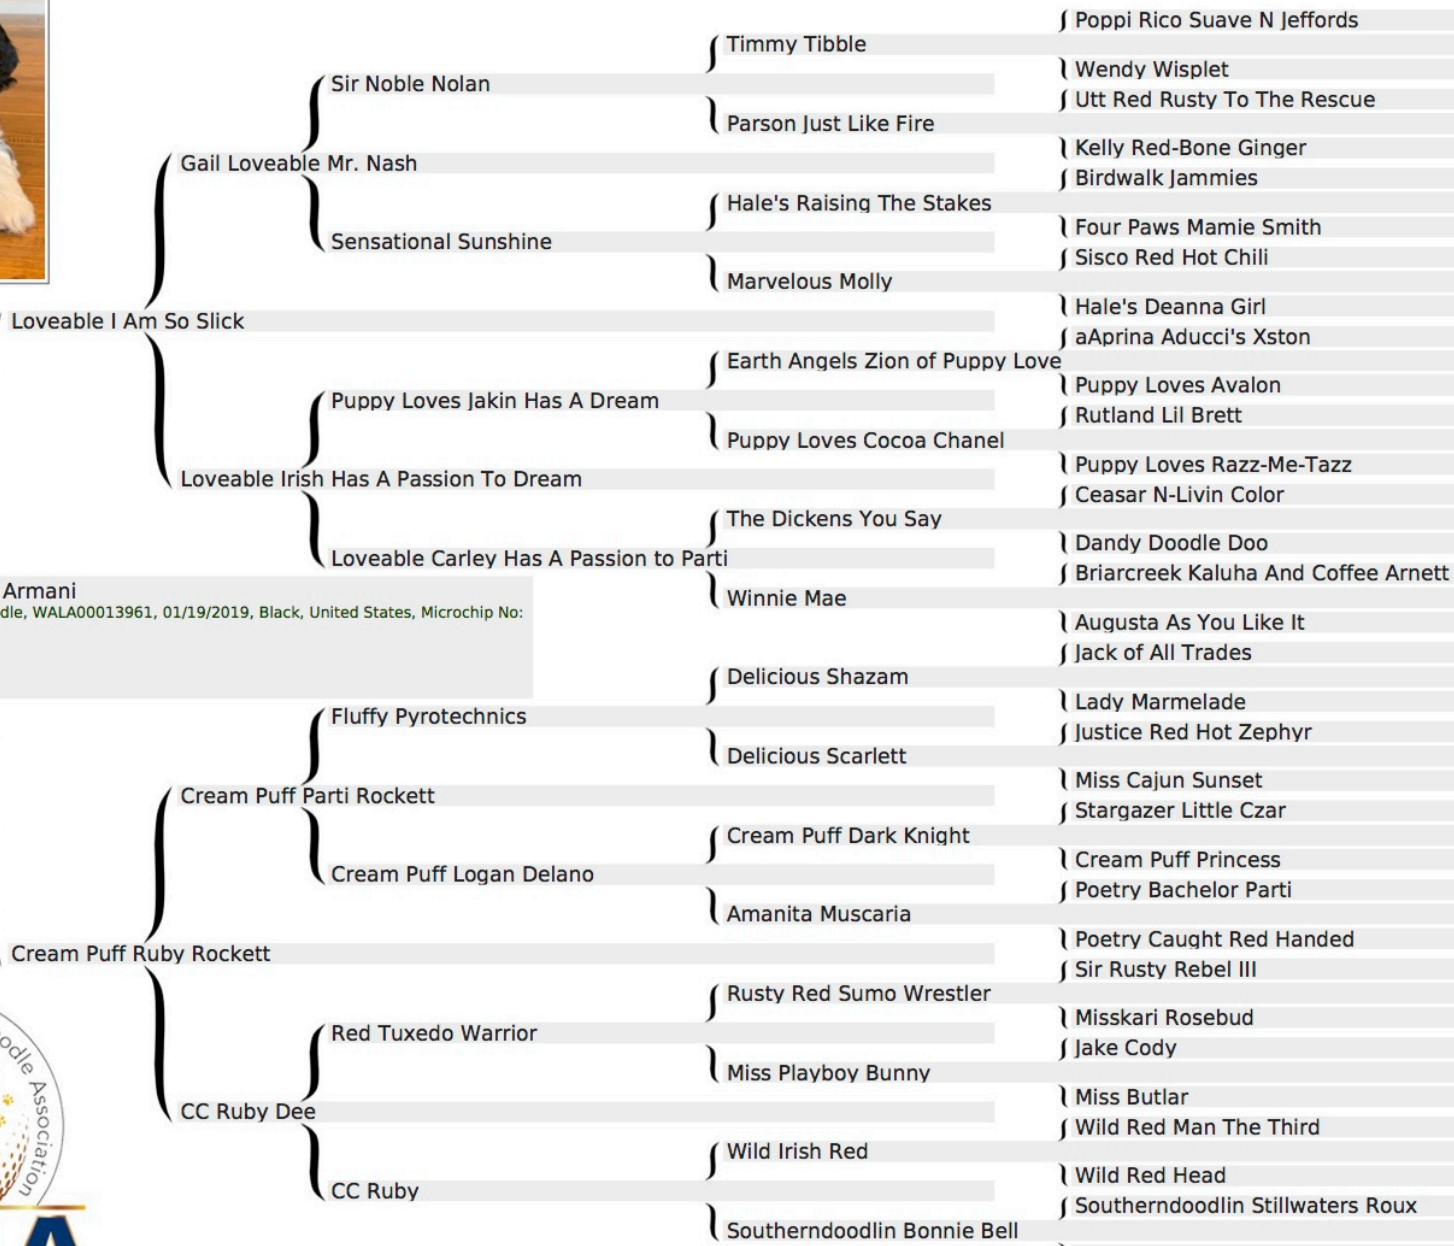 Poppi Rico Suave N Jeffords
Timmy Tibble
Wendy Wisplet
Sir Noble Nolan
Utt Red Rusty To The Rescue
Parson Just Like Fire
Kelly Red-Bone Ginger
Gail Loveable Mr. Nash
Birdwalk Jammies
Hale's Raising The Stakes
Four Paws Mamie Smith
Sensational Sunshine
Sisco Red Hot Chili
Marvelous Molly
Hale's Deanna Girl
Loveable I Am So Slick
aAprina Aducci's Xston
Earth Angels Zion of Puppy Love
Puppy Loves Avalon
Puppy Loves Jakin Has A Dream
Rutland Lil Brett
Puppy Loves Cocoa Chanel
Puppy Loves Razz-Me-Tazz
Loveable Irish Has A Passion To Dream
Ceasar N-Livin Color
The Dickens You Say
Dandy Doodle Doo
Loveable Carley Has A Passion to Parti
Briarcreek Kaluha And Coffee Arnett
Winnie Mae
Augusta As You Like It
Armani
dle, WALA00013961, 01/19/2019, Black, United States, Microchip No:
Jack of All Trades
Delicious Shazam
Lady Marmelade
Fluffy Pyrotechnics
Justice Red Hot Zephyr
Delicious Scarlett
Miss Cajun Sunset
Cream Puff Parti Rockett
Stargazer Little Czar
Cream Puff Dark Knight
Cream Puff Princess
Cream Puff Logan Delano
Poetry Bachelor Parti
Amanita Muscaria
Poetry Caught Red Handed
Cream Puff Ruby Rockett
Sir Rusty Rebel III
Rusty Red Sumo Wrestler
Misskari Rosebud
Red Tuxedo Warrior
Jake Cody
Miss Playboy Bunny
Miss Butlar
CC Ruby Dee
Wild Red Man The Third
Wild Irish Red
Wild Red Head
CC Ruby
Southerndoodlin Stillwaters Roux
Southerndoodlin Bonnie Bell
odle Association
A